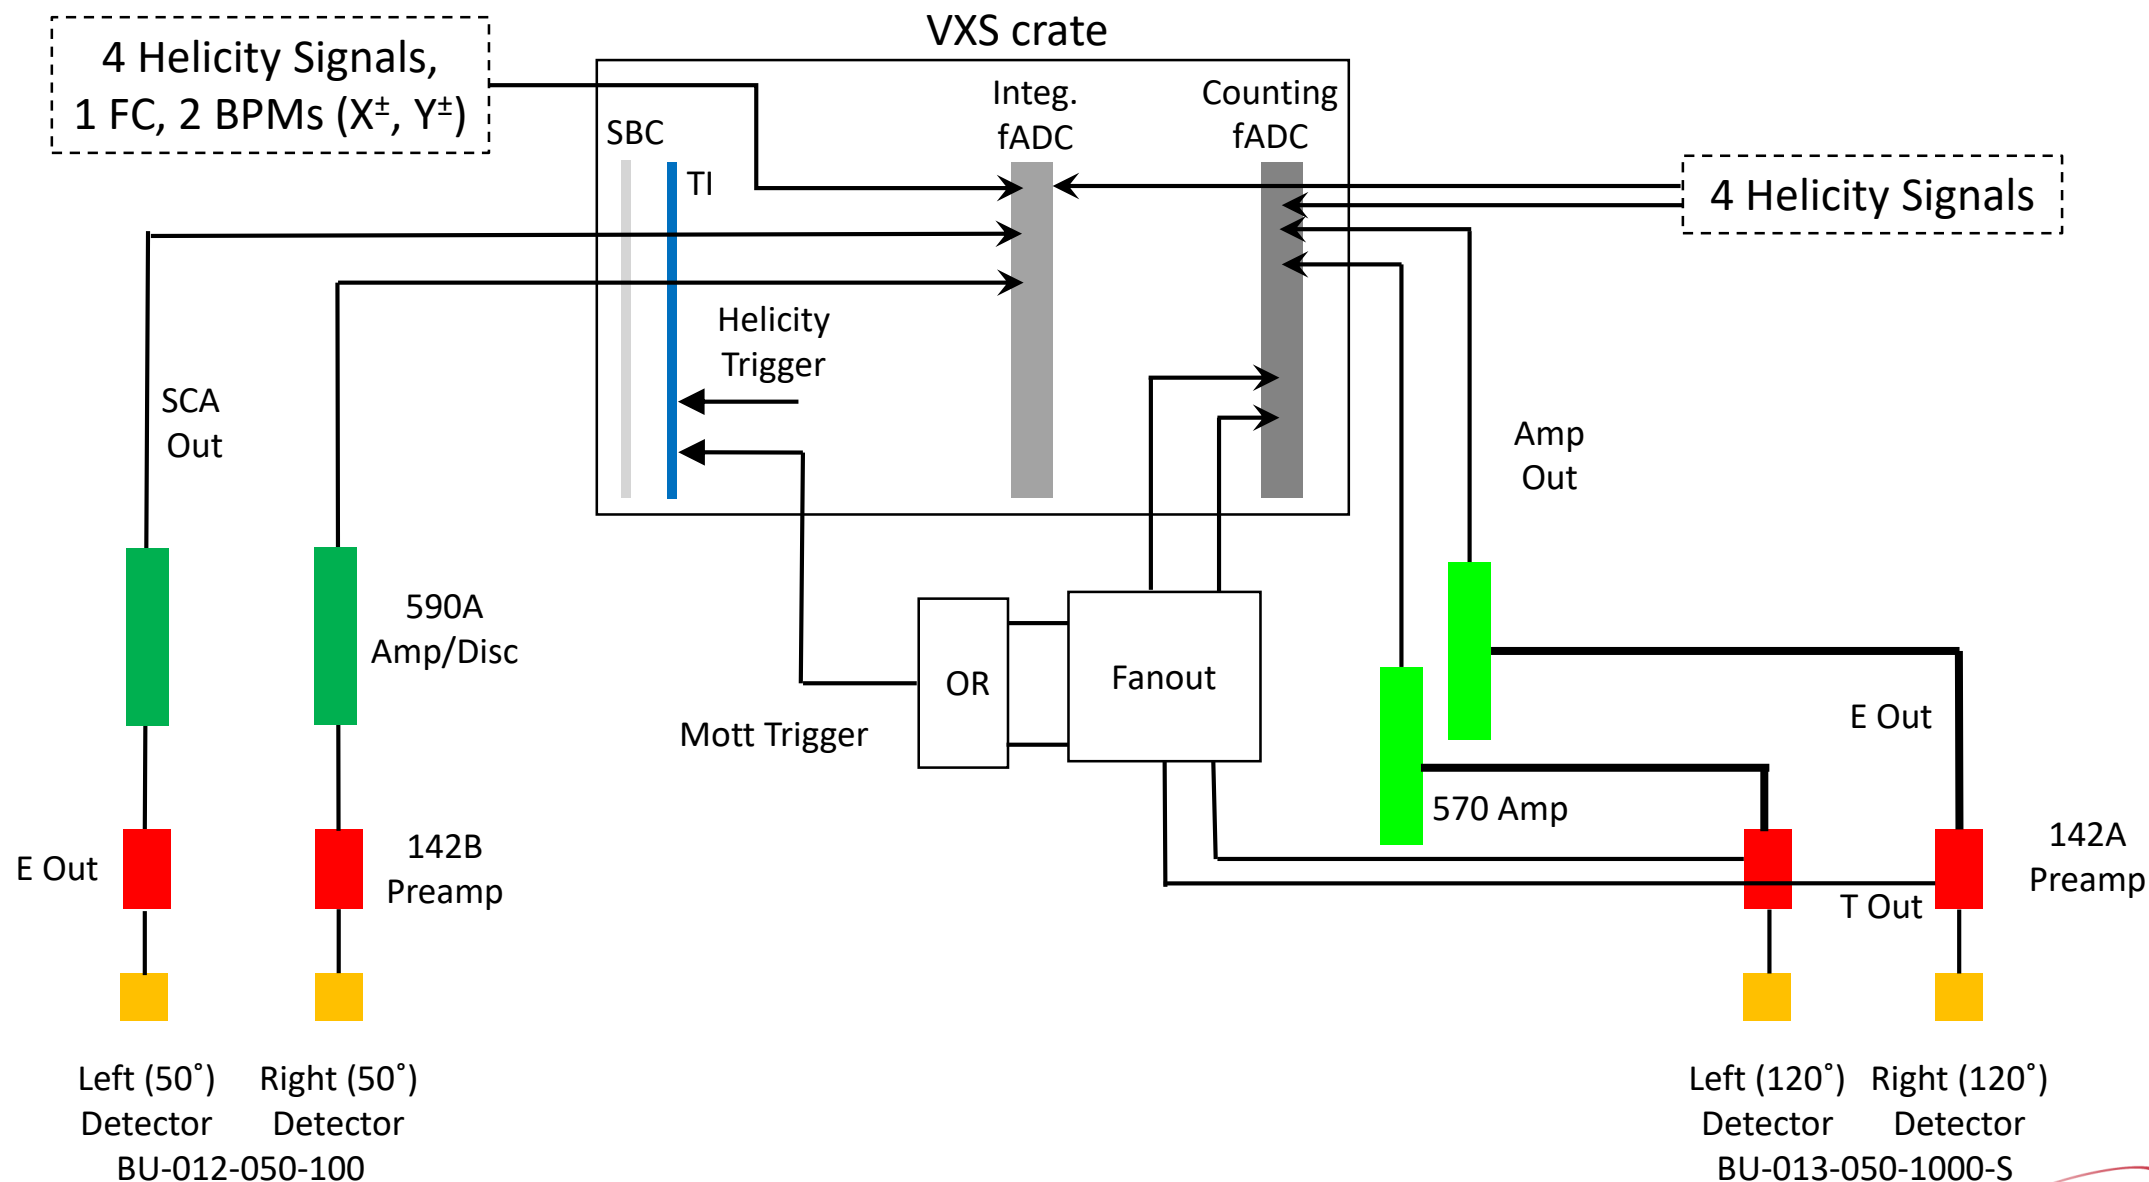 VXS crate
4 Helicity Signals,
1 FC, 2 BPMs (X±, Y±)
Integ.
fADC
Counting
fADC
SBC
TI
4 Helicity Signals
Helicity
Trigger
SCA
Out
Amp
Out
590A
Amp/Disc
OR
Fanout
Mott Trigger
E Out
570 Amp
E Out
142B
Preamp
142A
Preamp
T Out
Left (50˚)
Detector
Right (50˚)
Detector
BU-012-050-100
Left (120˚)
Detector
Right (120˚)
Detector
BU-013-050-1000-S